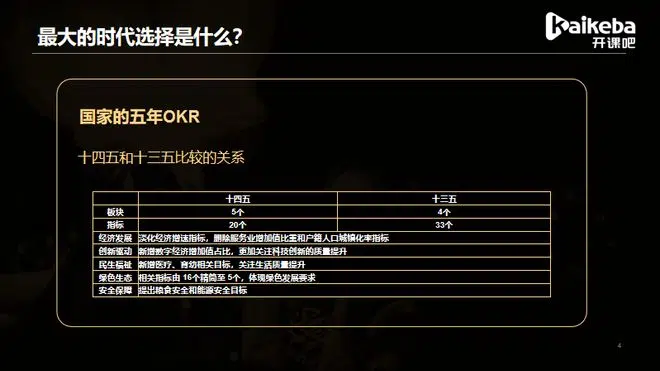 最大的时代选择是什么?
Kaikeba
开课吧
国家的五年OKR
十四五和十三五比较的关系
十四五 十三五
板块 5个 4个
指标 20个 33个
经济发展 淡化经济增速指标，删除服务业增加值比重和户籍人口城镇化率指标
创新驱动 新增数字经济增加值占比，更加关注科技创新的质量提升
民生福祉 新增医疗、育幼相关目标，关注生活质量提升
绿色生态 相关指标由 16个精简至 5个，体现绿色发展要求
安全保障 提出粮食安全和能源安全目标
4